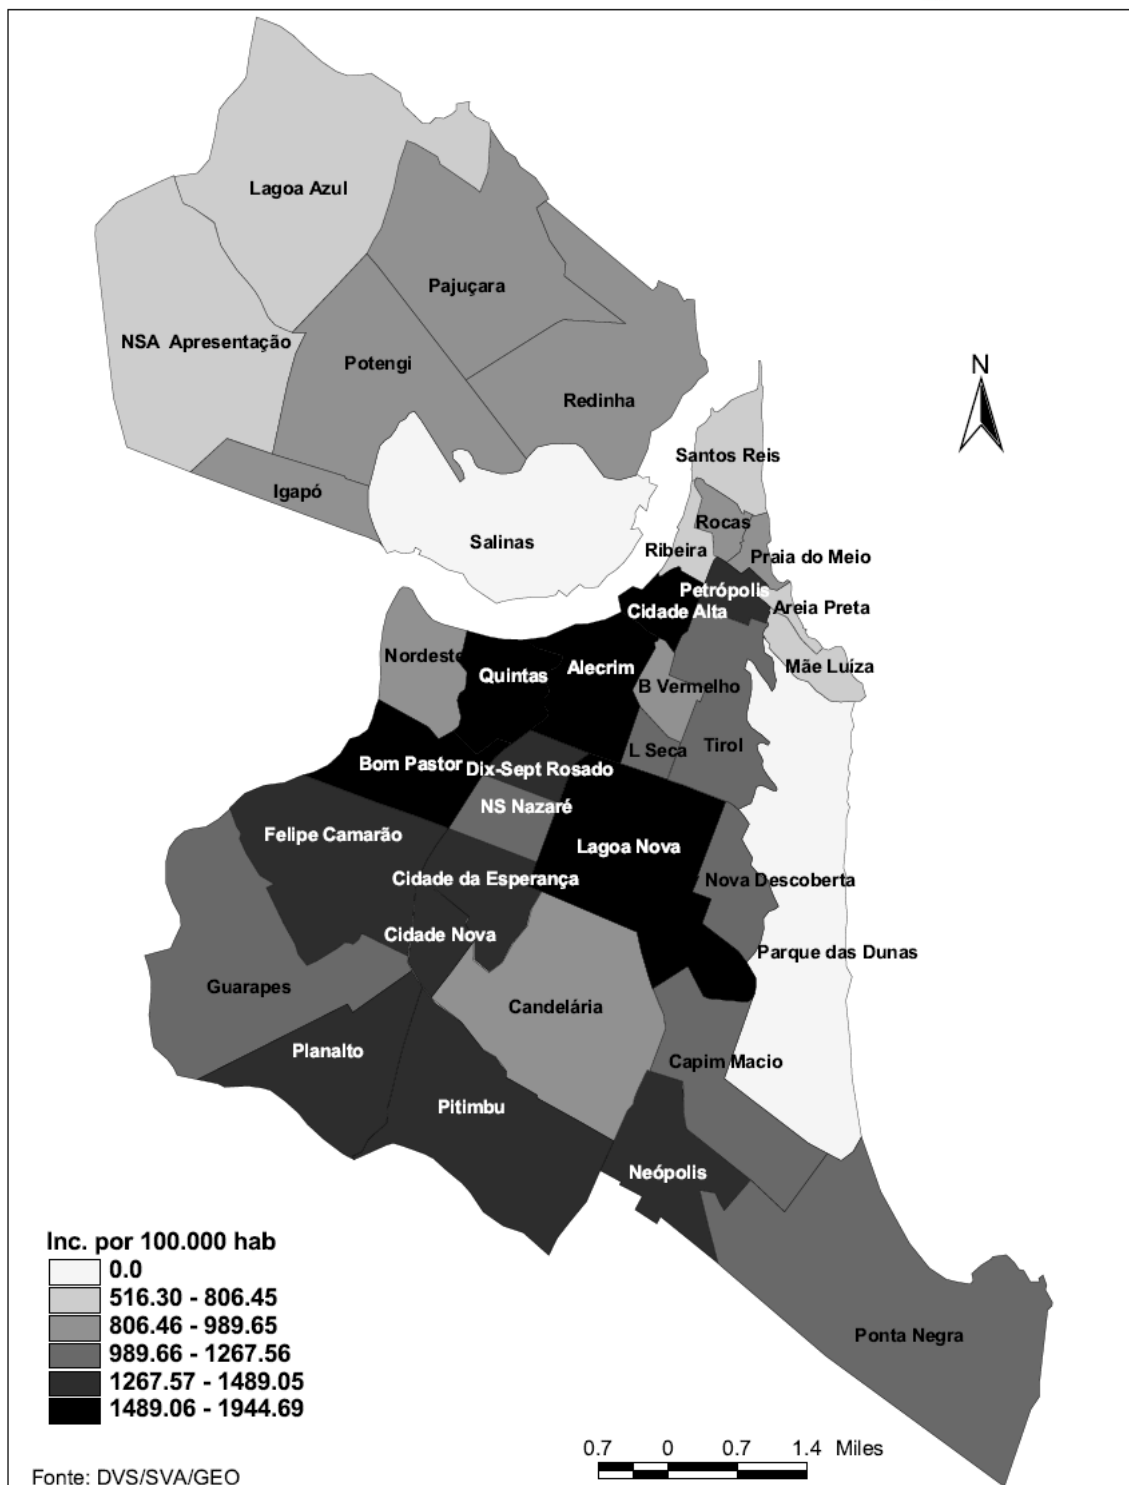 Lagoa Azul
Pajuçara
NSA Apresentação
Potengi
N
Redinha
Santos Reis
Igapó
Rocas
Salinas
Ribeira
Praia do Meio
Petrópolis
Cidade Alta
Areia Preta
Nordeste
Quintas
Alecrim
Mãe Luíza
B Vermelho
L Seca
Tirol
Bom Pastor
Dix-Sept Rosado
NS Nazaré
Felipe Camarão
Lagoa Nova
Cidade da Esperança
Nova Descoberta
Cidade Nova
Parque das Dunas
Guarapes
Candelária
Planalto
Capim Macio
Pitimbu
Neópolis
Ponta Negra
Inc. por 100.000 hab
0.0
516.30 - 806.45
806.46 - 989.65
989.66 - 1267.56
1267.57 - 1489.05
1489.06 - 1944.69
0.7 0 0.7 1.4 Miles
Fonte: DVS/SVA/GEO